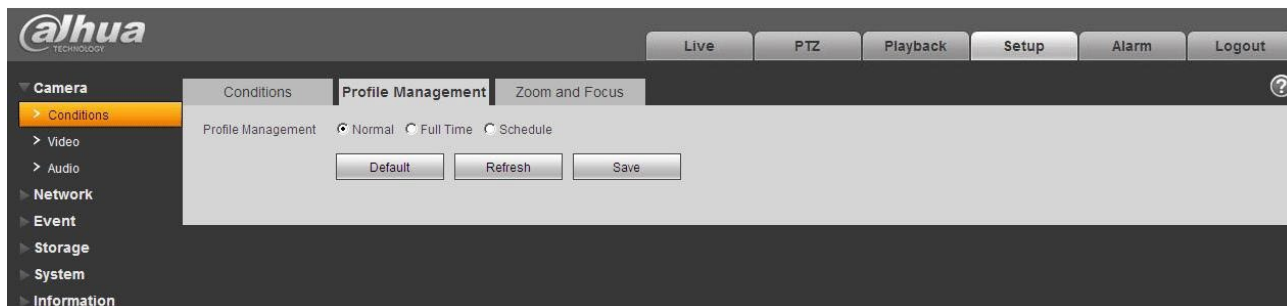 alhua
TECHNOLOGY
Live PTZ Playback Setup Alarm Logout
Camera
Conditions Profile Management Zoom and Focus
> Conditions
Profile Management Normal Full Time Schedule
> Video
> Audio
Default Refresh Save
Network
Event
Storage
System
Information
?